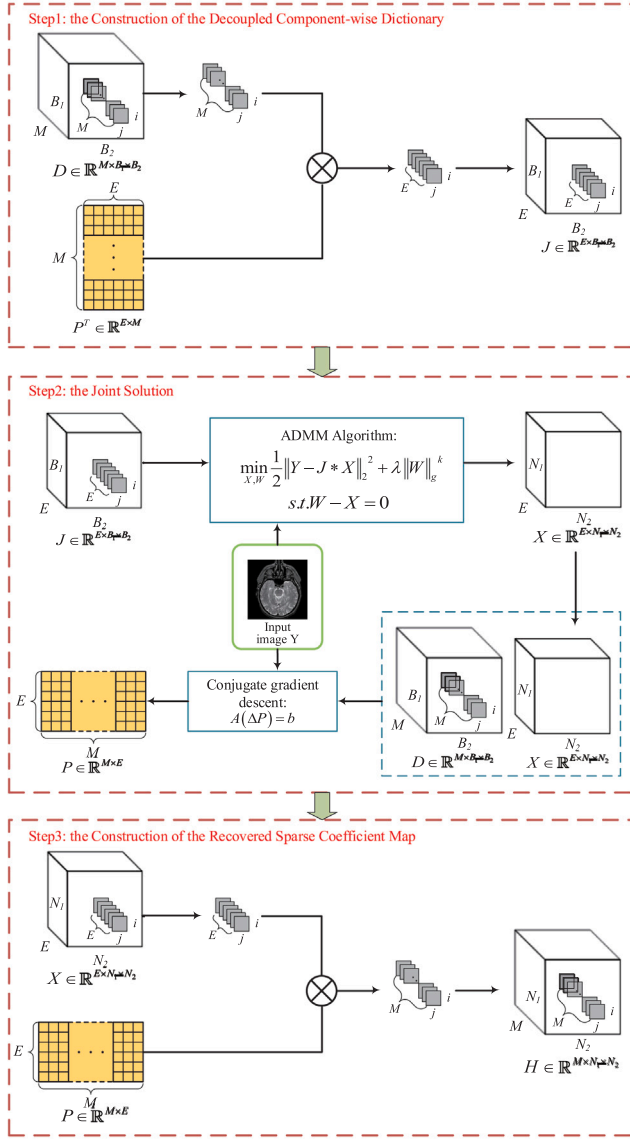 Step1: the Construction of the Decoupled Component-wise Dictionary
B₁
M
i
M
j
B₂
D ∈ ℝ^{M×B₁×B₂}
M
i
j
E
M
P^T ∈ ℝ^{E×M}
E
i
j
B₁
E
i
E
j
B₂
J ∈ ℝ^{E×B₁×B₂}
Step2: the Joint Solution
B₁
E
i
E
j
B₂
J ∈ ℝ^{E×B₁×B₂}
ADMM Algorithm:
min_{X,W} 1/2 ‖Y − J * X‖₂² + λ‖W‖_g^k
s.t.W − X = 0
N₁
E
N₂
X ∈ ℝ^{E×N₁×N₂}
Input
image Y
Conjugate gradient
descent:
A(ΔP) = b
B₁
M
i
M
j
B₂
D ∈ ℝ^{M×B₁×B₂}
N₁
E
N₂
X ∈ ℝ^{E×N₁×N₂}
E
M
P ∈ ℝ^{M×E}
Step3: the Construction of the Recovered Sparse Coefficient Map
N₁
E
i
E
j
N₂
X ∈ ℝ^{E×N₁×N₂}
E
i
j
E
M
P ∈ ℝ^{M×E}
M
i
j
N₁
M
i
M
j
N₂
H ∈ ℝ^{M×N₁×N₂}